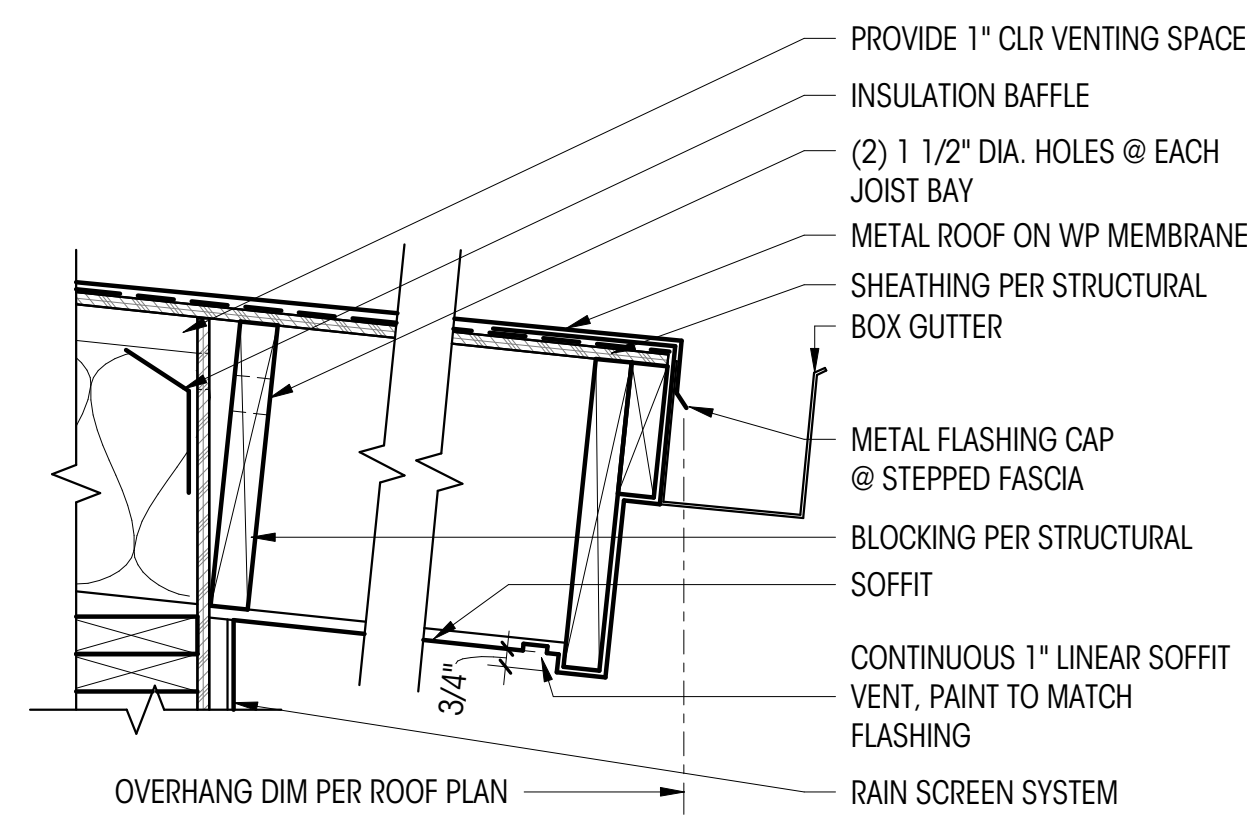 PROVIDE 1" CLR VENTING SPACE
INSULATION BAFFLE
(2) 1 1/2" DIA. HOLES @ EACH
JOIST BAY
METAL ROOF ON WP MEMBRANE
SHEATHING PER STRUCTURAL
BOX GUTTER
METAL FLASHING CAP
@ STEPPED FASCIA
BLOCKING PER STRUCTURAL
SOFFIT
3/4"
CONTINUOUS 1" LINEAR SOFFIT
VENT, PAINT TO MATCH
FLASHING
OVERHANG DIM PER ROOF PLAN
RAIN SCREEN SYSTEM